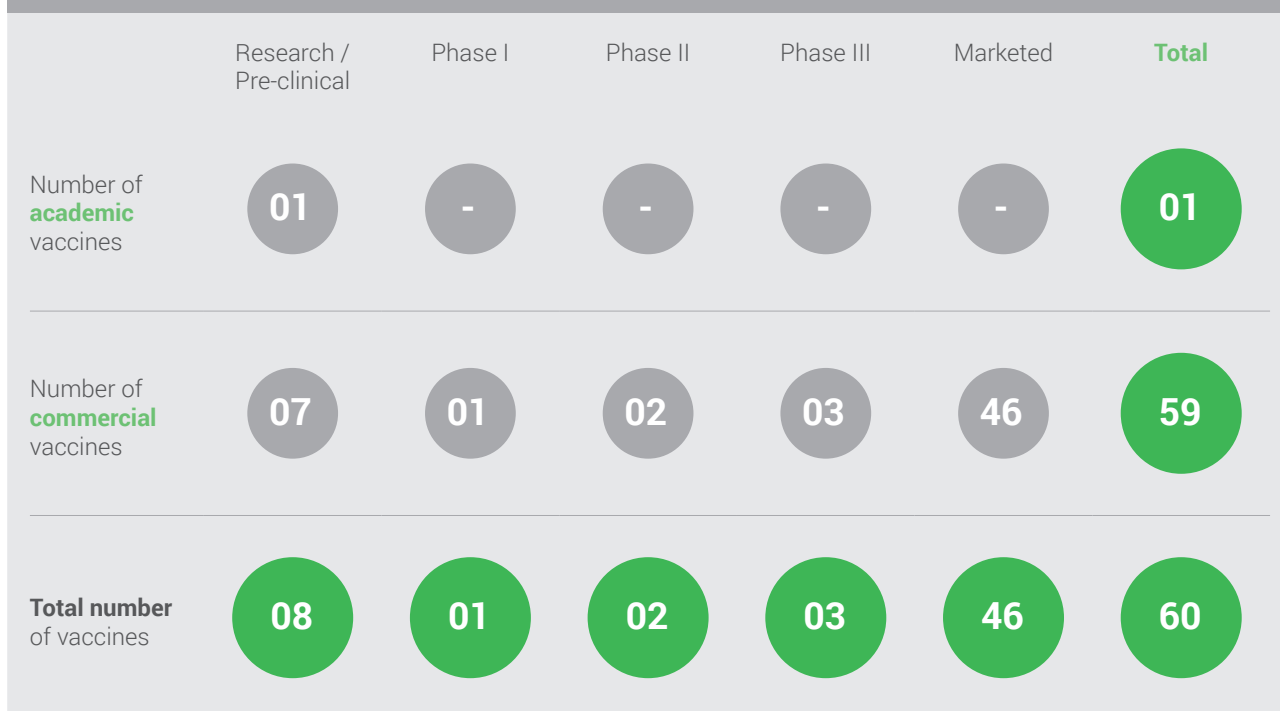 Research / Phase I Phase II Phase III Marketed Total
Pre-clinical
Number of
academic
vaccines
01 - - - - 01
Number of
commercial
vaccines
07 01 02 03 46 59
Total number
of vaccines
08 01 02 03 46 60